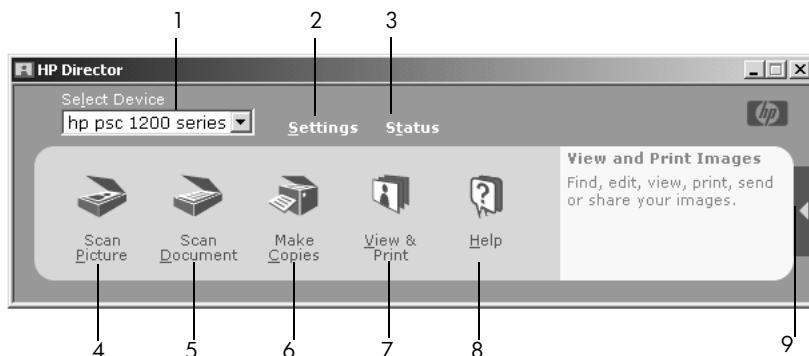 1 2 3
HP Director
Select Device
hp psc 1200 series
Settings Status
hp
View and Print Images
Find, edit, view, print, send
or share your images.
Scan
Picture
Scan
Document
Make
Copies
View &
Print
Help
4 5 6 7 8 9